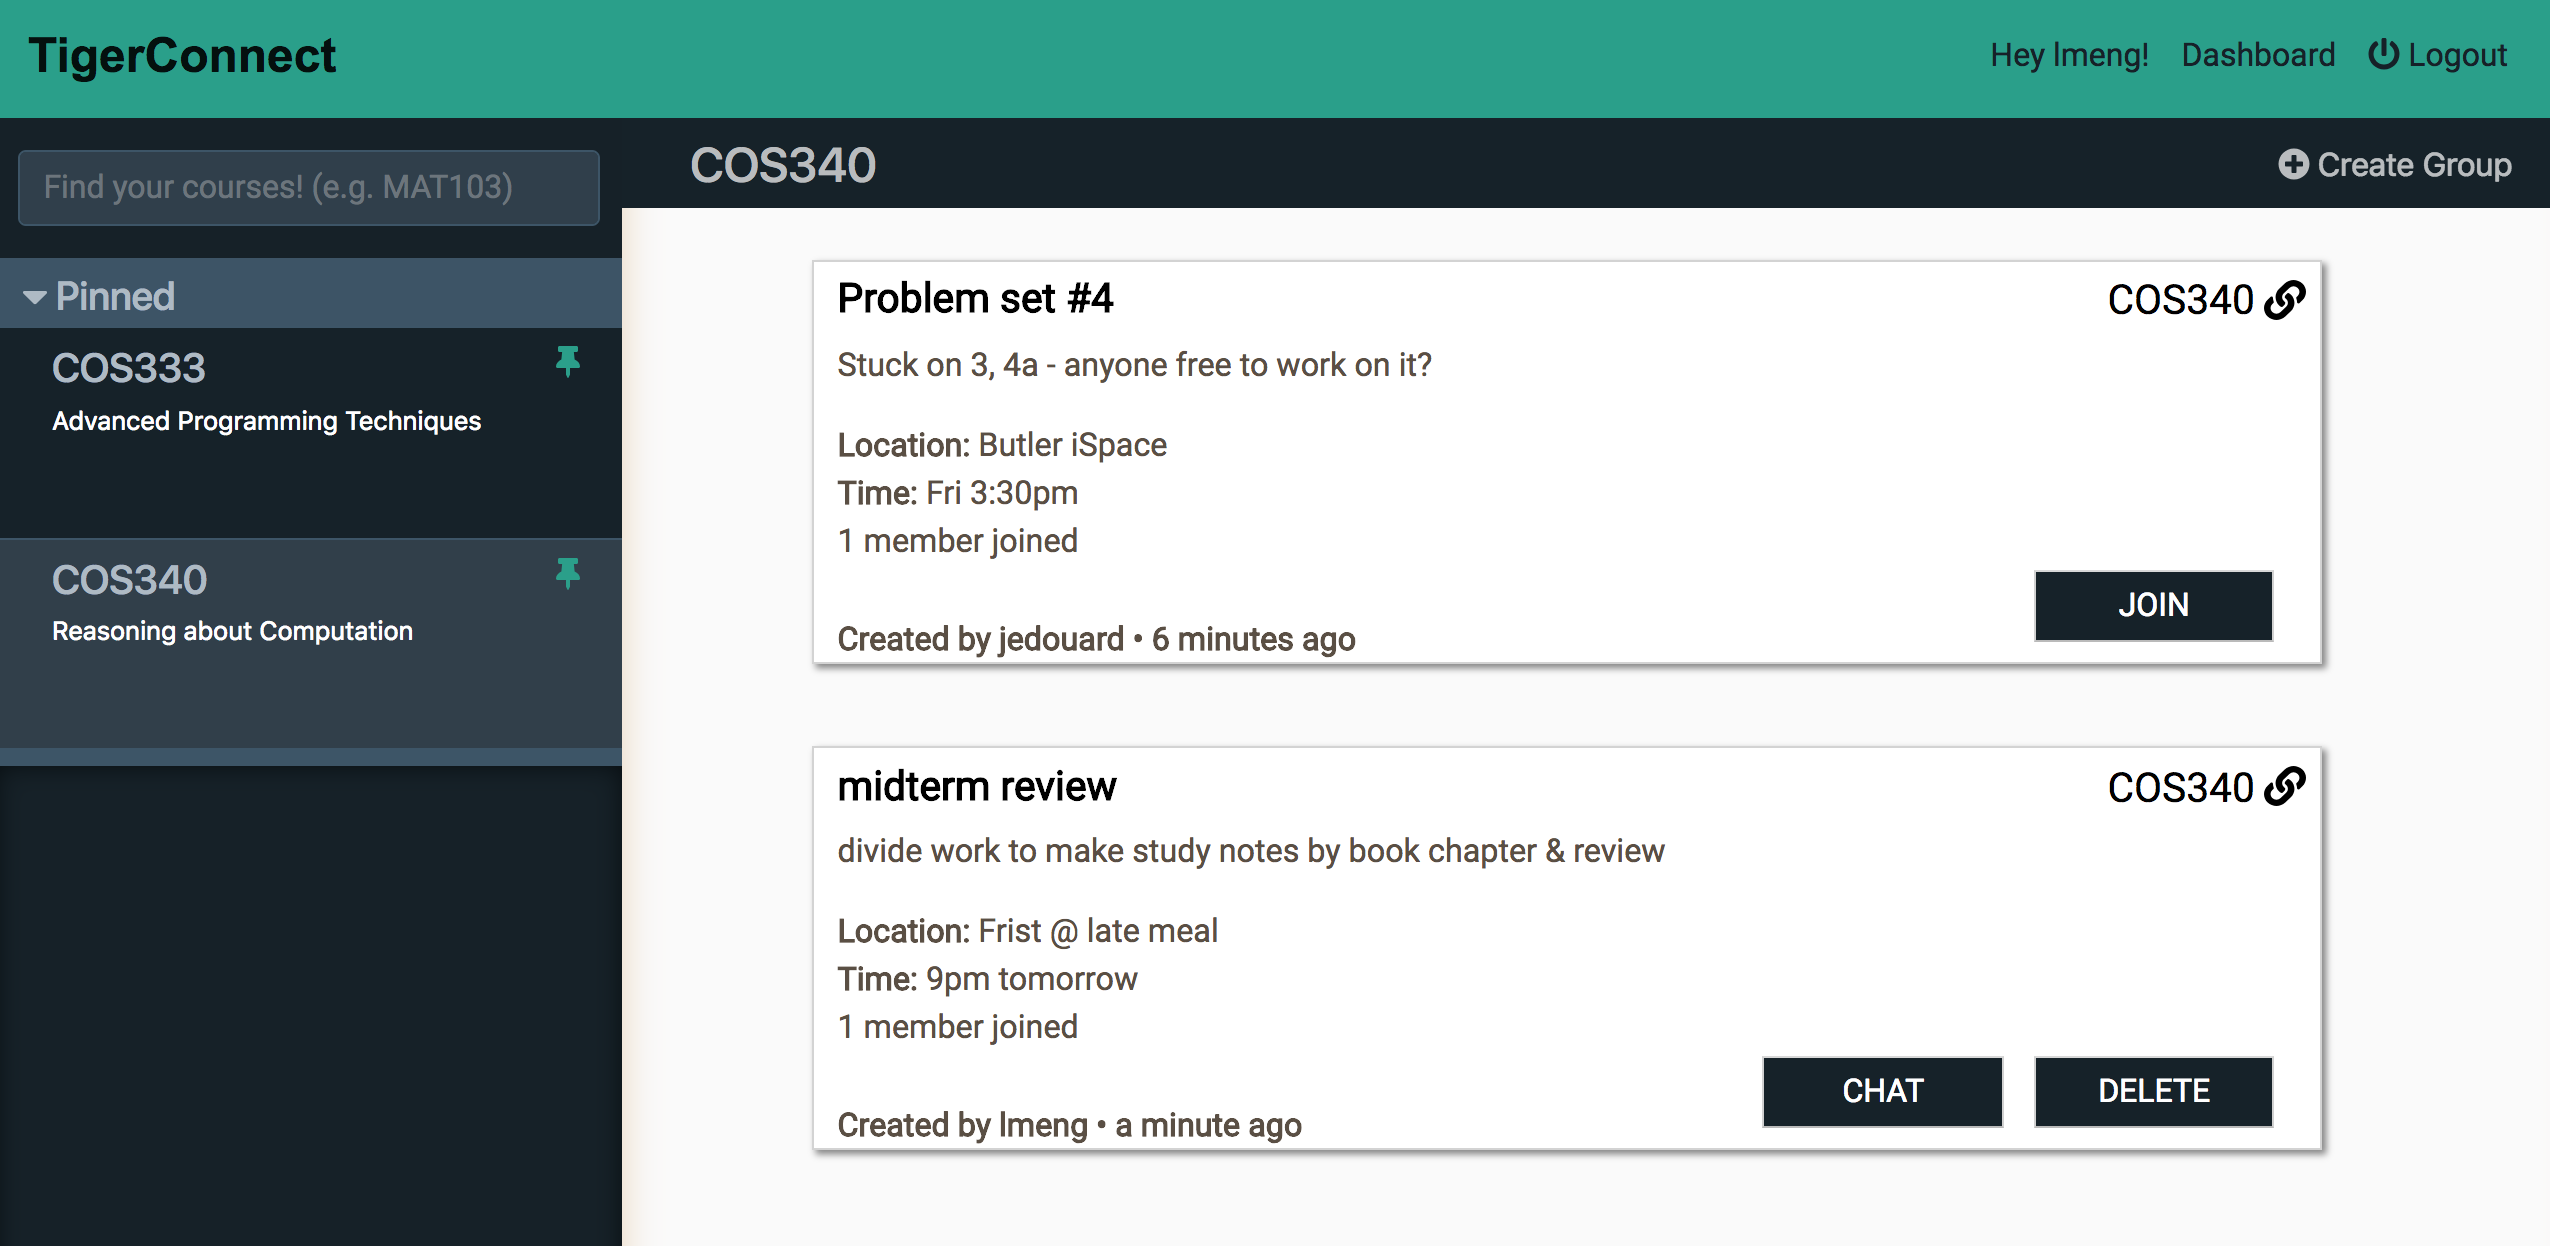 TigerConnect
Hey lmeng! Dashboard Logout
Find your courses! (e.g. MAT103)
Pinned
COS333
Advanced Programming Techniques
COS340
Reasoning about Computation
COS340
Create Group
Problem set #4
COS340
Stuck on 3, 4a - anyone free to work on it?
Location: Butler iSpace
Time: Fri 3:30pm
1 member joined
JOIN
Created by jedouard • 6 minutes ago
midterm review
COS340
divide work to make study notes by book chapter & review
Location: Frist @ late meal
Time: 9pm tomorrow
1 member joined
CHAT
DELETE
Created by lmeng • a minute ago